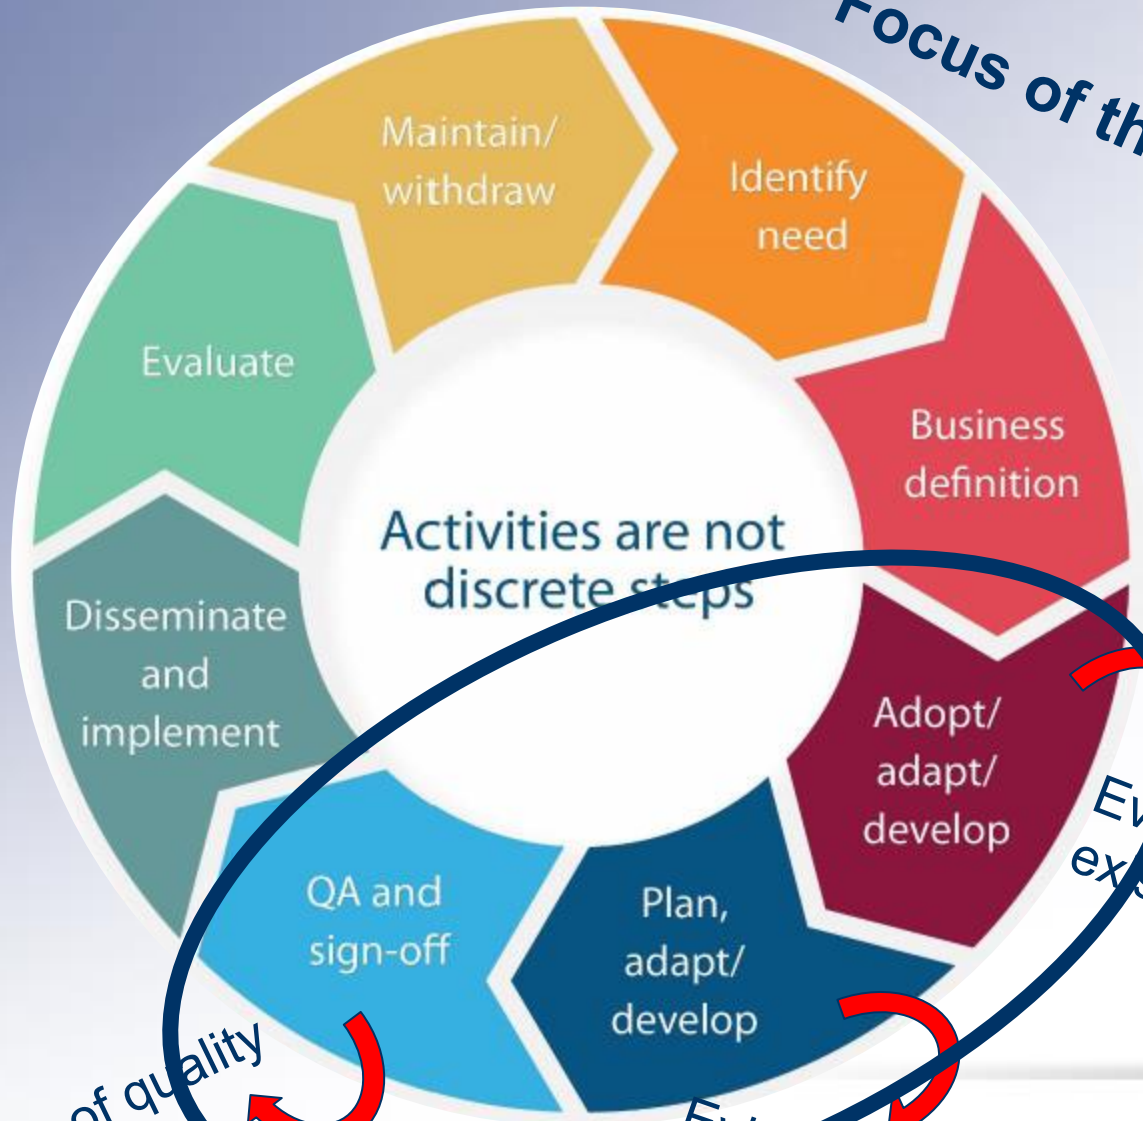 Focus of
Maintain/
withdraw
Identify
need
Business
definition
Adopt/
adapt/
develop
Plan,
adapt/
develop
QA and
sign-off
Disseminate
and
implement
Evaluate
Activities are not
discrete steps
of quality